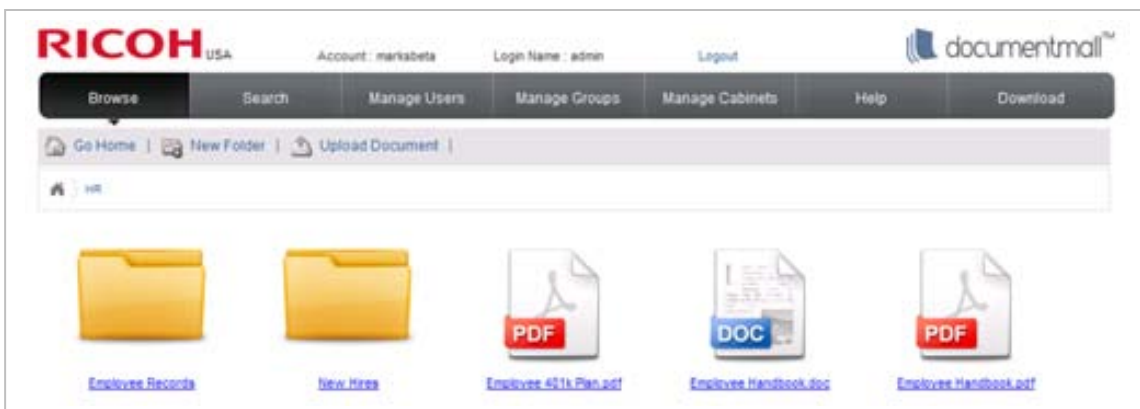 RICOH USA Account : markabeta Login Name : admin Logout documentmall™
Browse Search Manage Users Manage Groups Manage Cabinets Help Download
Go Home | New Folder | Upload Document |
HR
PDF DOC PDF
Employee Records New Hires Employee 401k Plan.pdf Employee Handbook.doc Employee Handbook.pdf